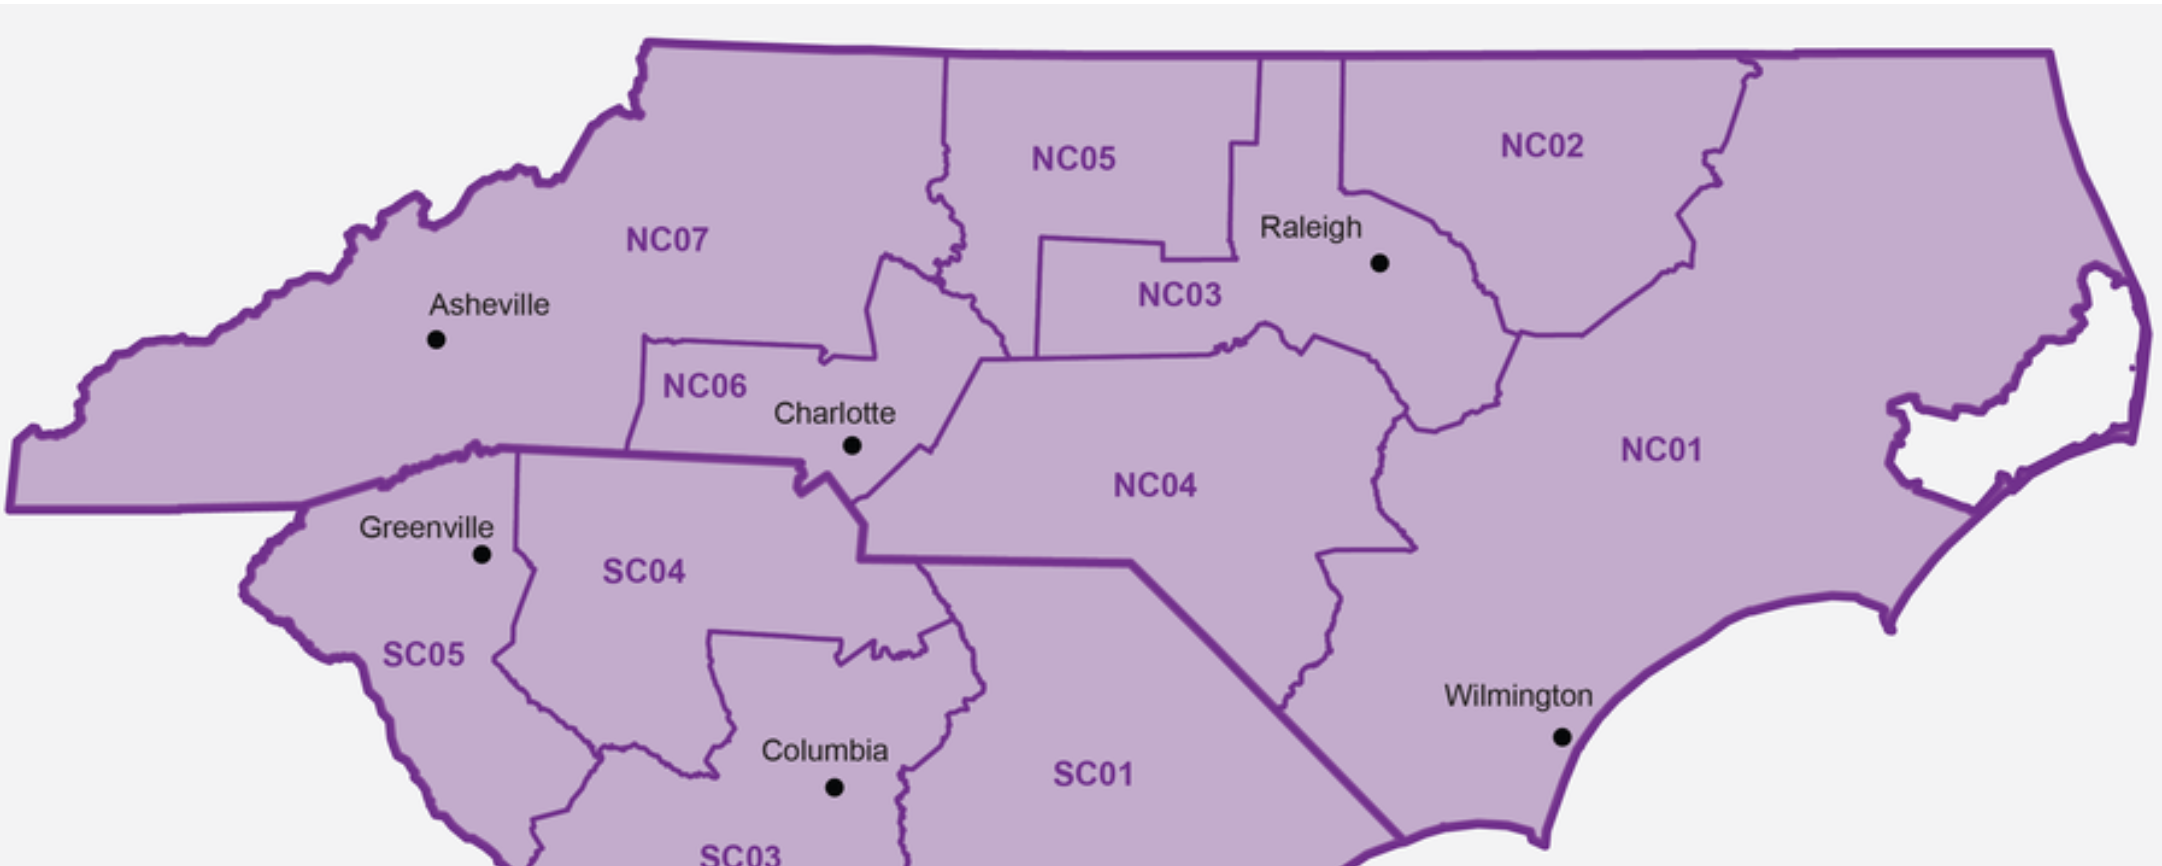 NC02
NC05
Raleigh
NC07
NC03
Asheville
NC06
Charlotte
NC01
NC04
Greenville
SC04
SC05
Wilmington
Columbia
SC01
SC03